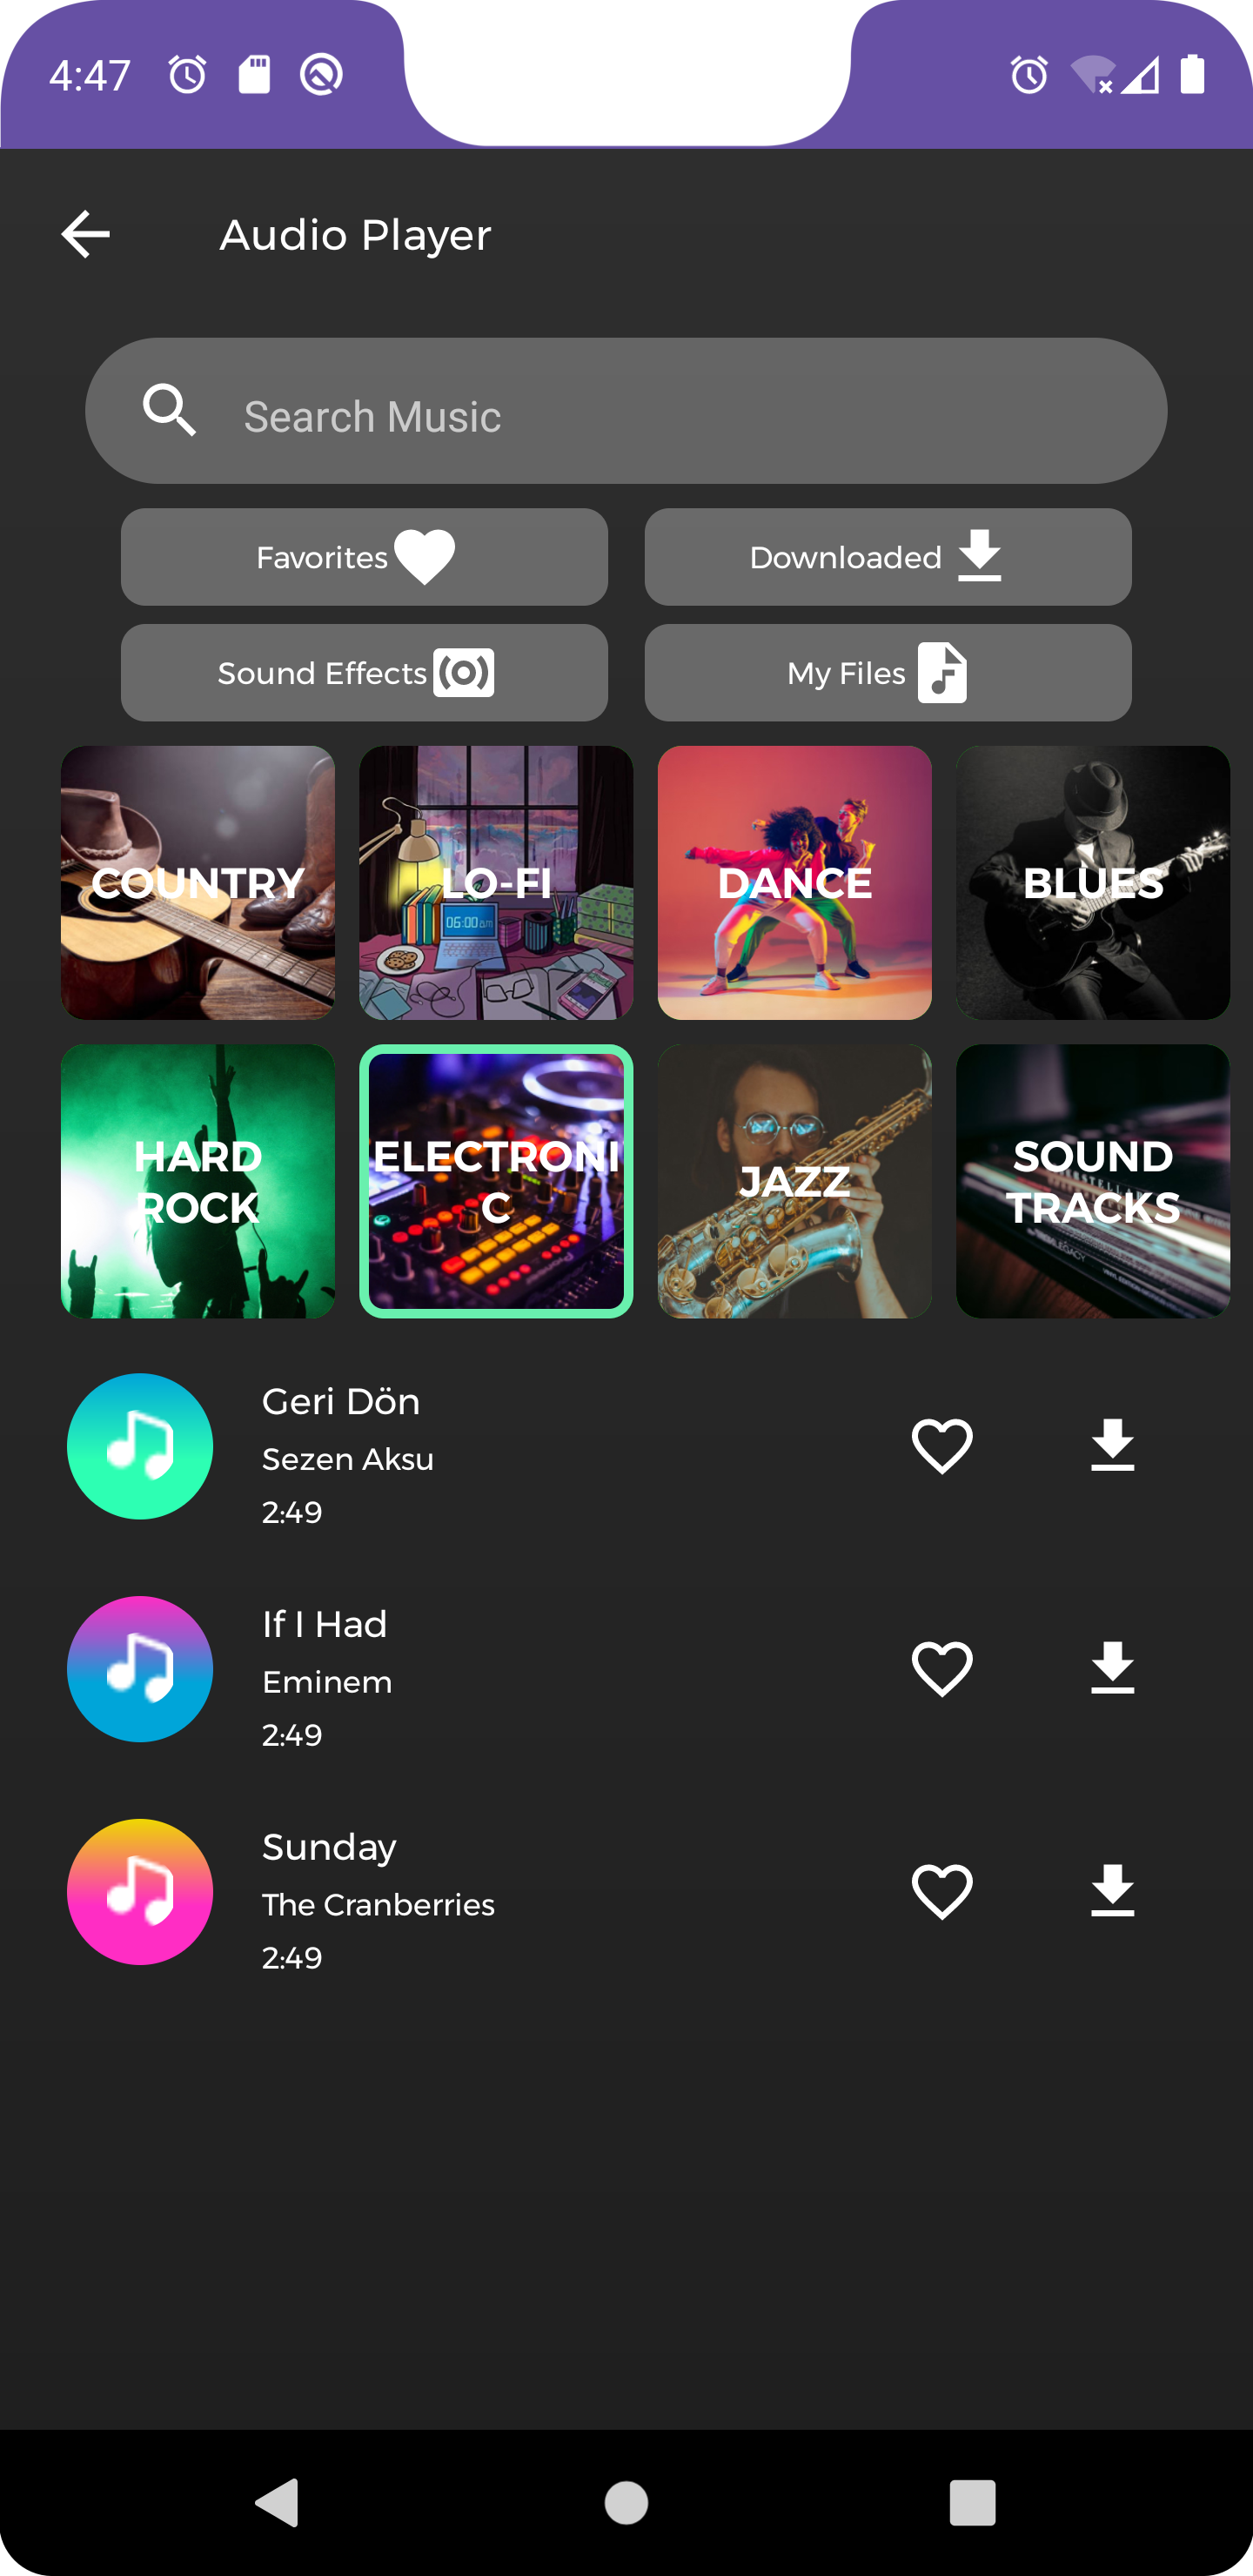 4:47
Audio Player
Search Music
Favorites
Downloaded
Sound Effects
My Files
COUNTRY
LO-FI
06:00 am
DANCE
BLUES
HARD
ROCK
ELECTRONI
C
JAZZ
SOUND
TRACKS
Geri Dön
Sezen Aksu
2:49
If I Had
Eminem
2:49
Sunday
The Cranberries
2:49